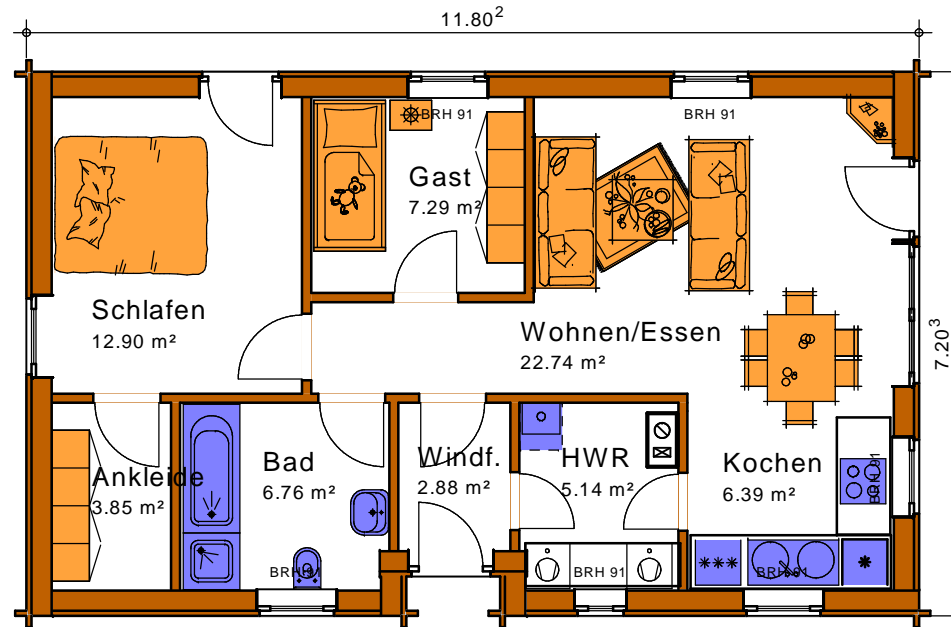 11.80²
BRH 91
BRH 91
Gast
7.29 m²
Schlafen
12.90 m²
Wohnen/Essen
22.74 m²
7.20³
Ankleide
3.85 m²
Bad
6.76 m²
Windf.
2.88 m²
HWR
5.14 m²
Kochen
6.39 m²
BRH 91
BRH 91
BRH 91
BRH 91